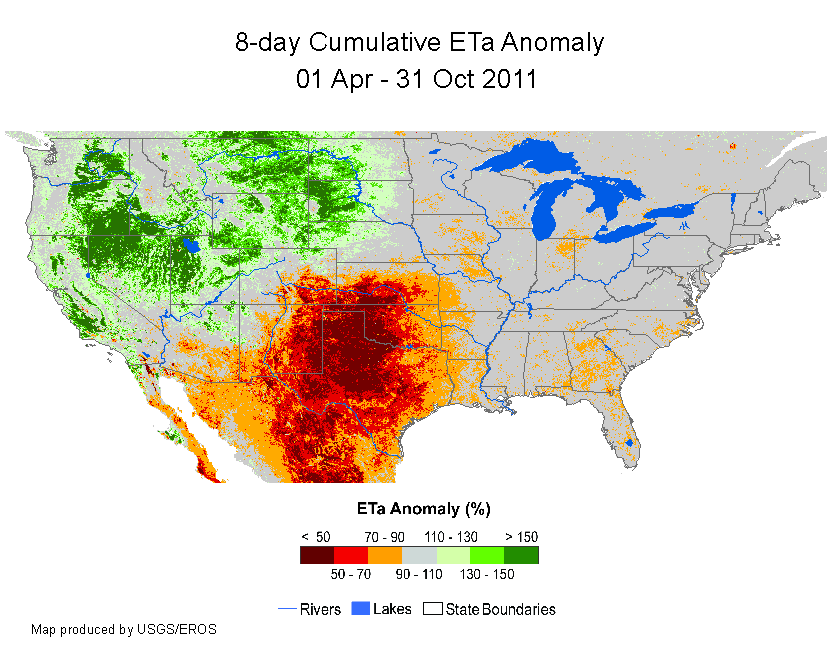 8-day Cumulative ETa Anomaly
01 Apr - 31 Oct 2011
ETa Anomaly (%)
< 50 70 - 90 110 - 130 > 150
50 - 70 90 - 110 130 - 150
Rivers Lakes State Boundaries
Map produced by USGS/EROS